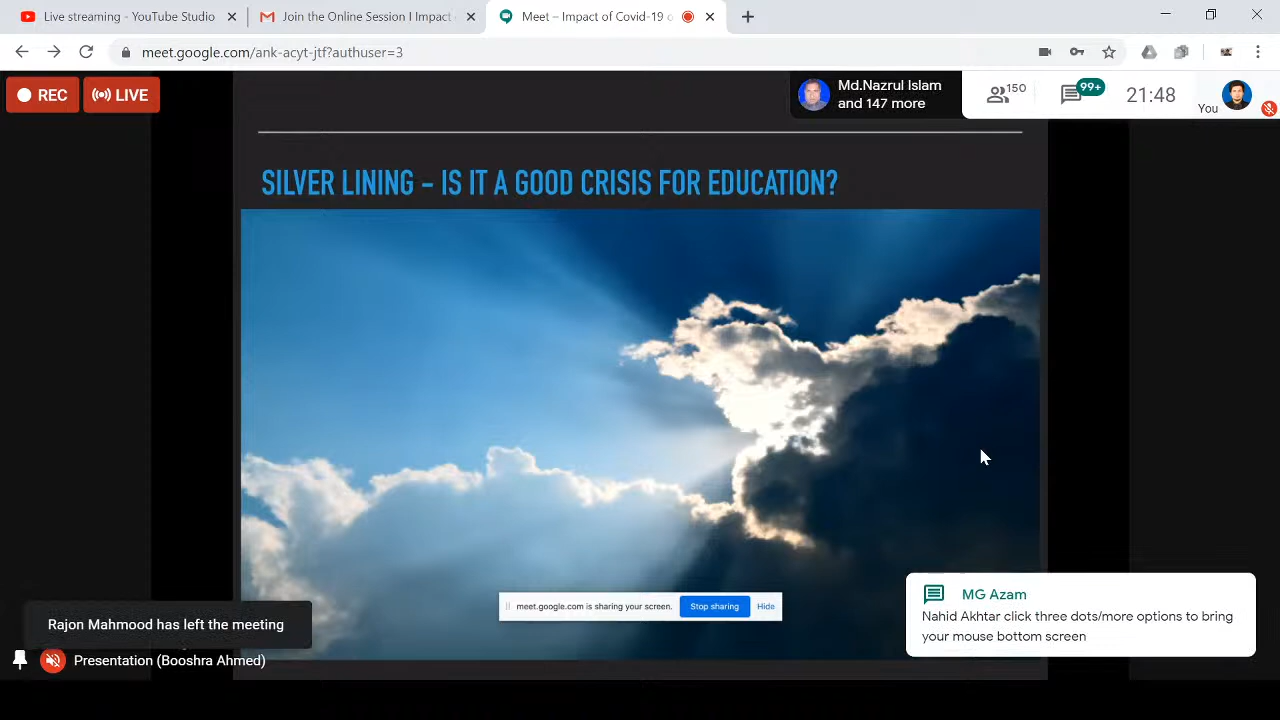 Live streaming - YouTube Studio
Join the Online Session I Impact
Meet – Impact of Covid-19 o
meet.google.com/ank-acyt-jtf?authuser=3
REC
LIVE
Md.Nazrul Islam
and 147 more
150
99+
21:48
You
SILVER LINING - IS IT A GOOD CRISIS FOR EDUCATION?
meet.google.com is sharing your screen.
Stop sharing
Hide
MG Azam
Nahid Akhtar click three dots/more options to bring
your mouse bottom screen
Rajon Mahmood has left the meeting
Presentation (Booshra Ahmed)